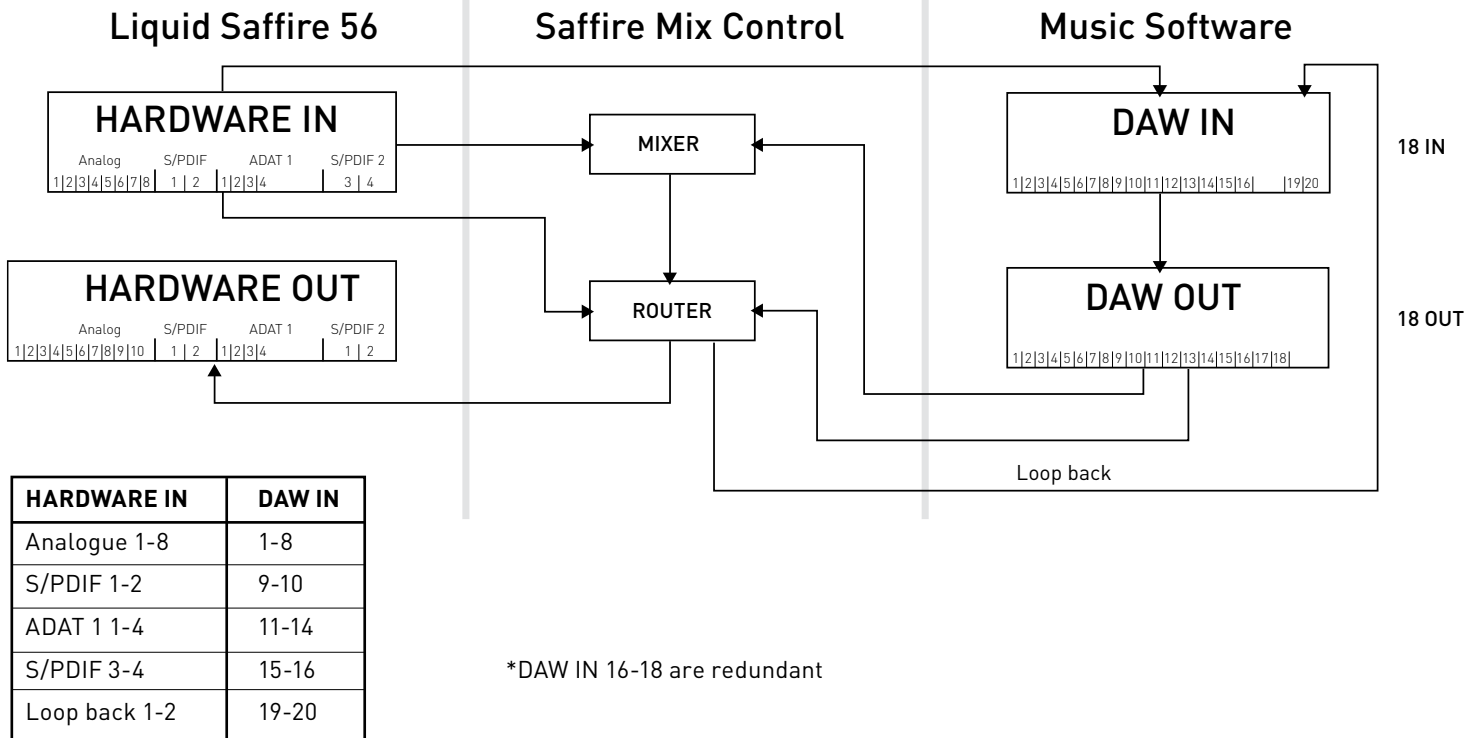 Liquid Saffire 56
Saffire Mix Control
Music Software
HARDWARE IN
Analog S/PDIF ADAT 1 S/PDIF 2
1|2|3|4|5|6|7|8 1 | 2 1|2|3|4 3 | 4
MIXER
DAW IN
1|2|3|4|5|6|7|8|9|10|11|12|13|14|15|16| |19|20
18 IN
HARDWARE OUT
Analog S/PDIF ADAT 1 S/PDIF 2
1|2|3|4|5|6|7|8|9|10 1 | 2 1|2|3|4 1 | 2
ROUTER
DAW OUT
1|2|3|4|5|6|7|8|9|10|11|12|13|14|15|16|17|18|
18 OUT
Loop back
HARDWARE IN DAW IN
Analogue 1-8 1-8
S/PDIF 1-2 9-10
ADAT 1 1-4 11-14
S/PDIF 3-4 15-16
Loop back 1-2 19-20
*DAW IN 16-18 are redundant